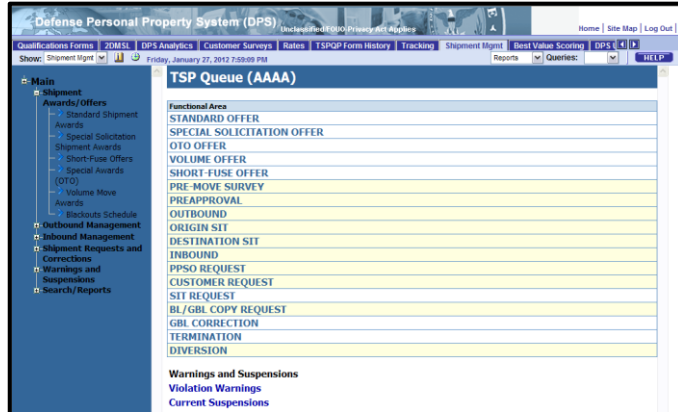 Defense Personal Property System (DPS)
Unclassified FOUO-Privacy Act Applies
Home | Site Map | Log Out |
Qualifications Forms | 2DMSL | DPS Analytics | Customer Surveys | Rates | TSPQP Form History | Tracking | Shipment Mgmt | Best Value Scoring | DPS
Show: Shipment Mgmt Friday, January 27, 2012 7:59:09 PM Reports Queries: HELP
Main
Shipment
Awards/Offers
Standard Shipment
Awards
Special Solicitation
Shipment Awards
Short-Fuse Offers
Special Awards
(OTO)
Volume Move
Awards
Blackouts Schedule
Outbound Management
Inbound Management
Shipment Requests and
Corrections
Warnings and
Suspensions
Search/Reports
TSP Queue (AAAA)
Functional Area
STANDARD OFFER
SPECIAL SOLICITATION OFFER
OTO OFFER
VOLUME OFFER
SHORT-FUSE OFFER
PRE-MOVE SURVEY
PREAPPROVAL
OUTBOUND
ORIGIN SIT
DESTINATION SIT
INBOUND
PPSO REQUEST
CUSTOMER REQUEST
SIT REQUEST
BL/GBL COPY REQUEST
GBL CORRECTION
TERMINATION
DIVERSION
Warnings and Suspensions
Violation Warnings
Current Suspensions